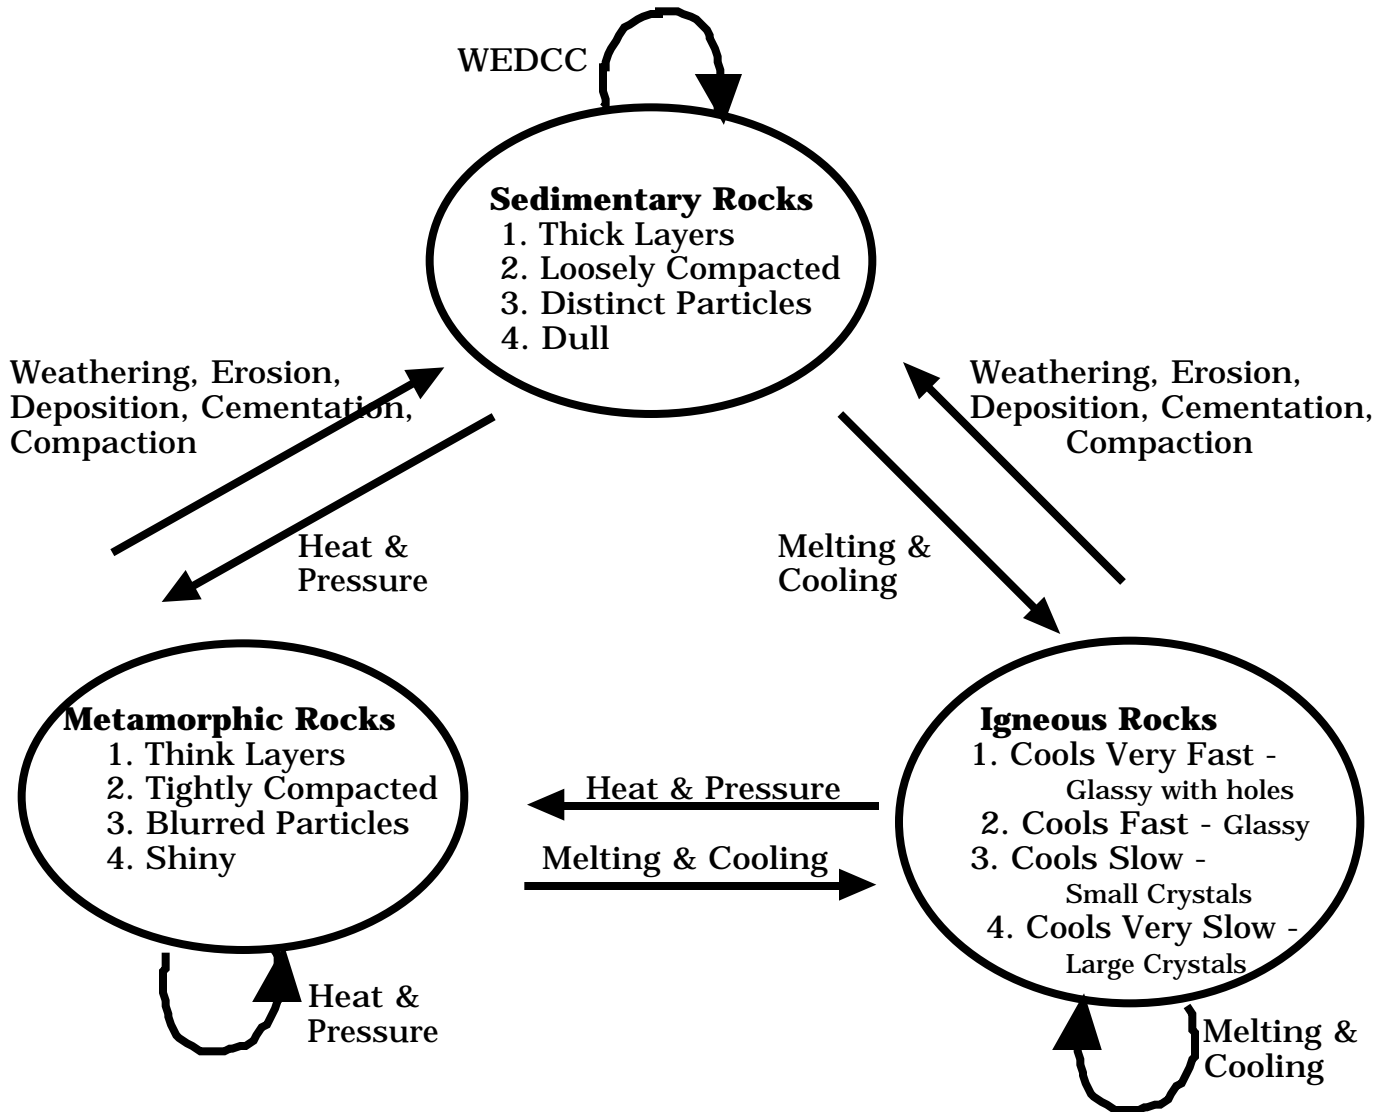 WEDCC
Sedimentary Rocks
1. Thick Layers
2. Loosely Compacted
3. Distinct Particles
4. Dull
Weathering, Erosion,
Deposition, Cementation,
Compaction
Weathering, Erosion,
Deposition, Cementation,
Compaction
Heat &
Pressure
Melting &
Cooling
Metamorphic Rocks
1. Think Layers
2. Tightly Compacted
3. Blurred Particles
4. Shiny
Heat & Pressure
Melting & Cooling
Igneous Rocks
1. Cools Very Fast -
Glassy with holes
2. Cools Fast - Glassy
3. Cools Slow -
Small Crystals
4. Cools Very Slow -
Large Crystals
Heat &
Pressure
Melting &
Cooling